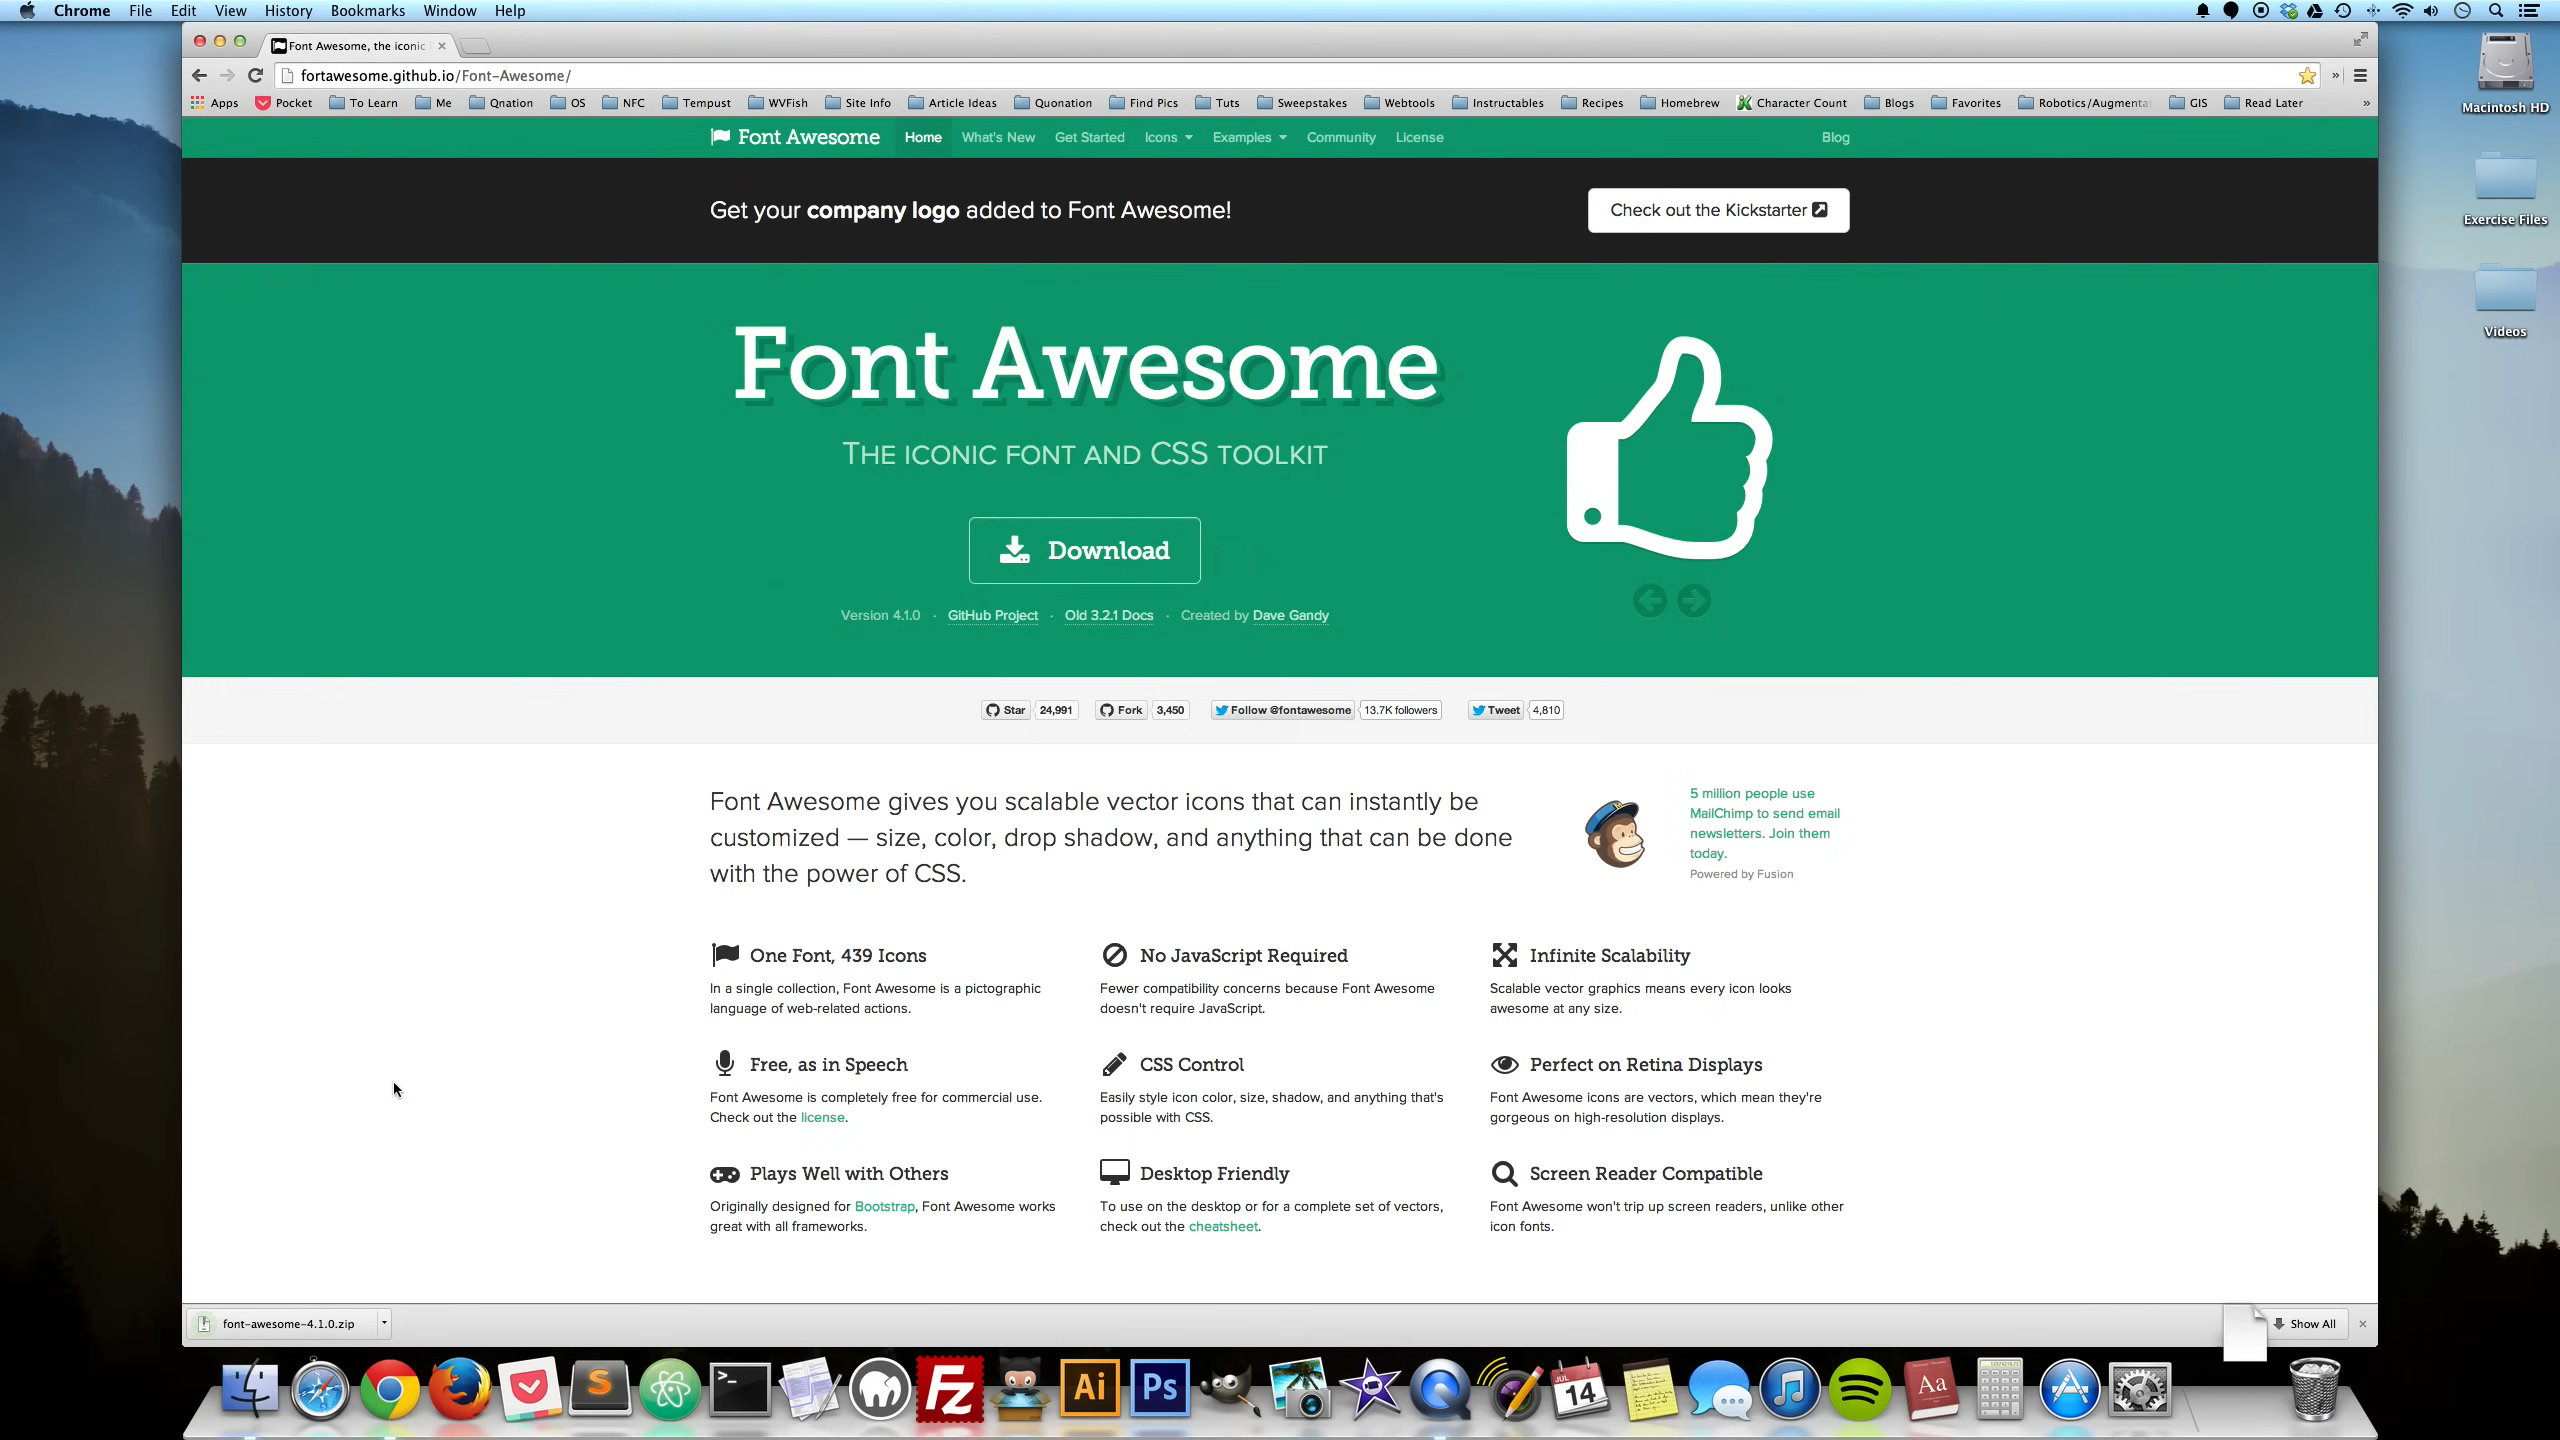 Chrome File Edit View History Bookmarks Window Help
Font Awesome, the iconic
fortawesome.github.io/Font-Awesome/
Apps Pocket To Learn Me Qnation OS NFC Tempust WVFish Site Info Article Ideas Quonation Find Pics Tuts Sweepstakes Webtools Instructables Recipes Homebrew Character Count Blogs Favorites Robotics/Augmenta GIS Read Later
Macintosh HD
Exercise Files
Videos
Font Awesome Home What's New Get Started Icons Examples Community License Blog
Get your company logo added to Font Awesome!
Check out the Kickstarter
Font Awesome
The iconic font and CSS toolkit
Download
Version 4.1.0 · GitHub Project · Old 3.2.1 Docs · Created by Dave Gandy
Star 24,991 Fork 3,450 Follow @fontawesome 13.7K followers Tweet 4,810
Font Awesome gives you scalable vector icons that can instantly be
customized — size, color, drop shadow, and anything that can be done
with the power of CSS.
5 million people use
MailChimp to send email
newsletters. Join them
today.
Powered by Fusion
One Font, 439 Icons
In a single collection, Font Awesome is a pictographic
language of web-related actions.
No JavaScript Required
Fewer compatibility concerns because Font Awesome
doesn't require JavaScript.
Infinite Scalability
Scalable vector graphics means every icon looks
awesome at any size.
Free, as in Speech
Font Awesome is completely free for commercial use.
Check out the license.
CSS Control
Easily style icon color, size, shadow, and anything that's
possible with CSS.
Perfect on Retina Displays
Font Awesome icons are vectors, which mean they're
gorgeous on high-resolution displays.
Plays Well with Others
Originally designed for Bootstrap, Font Awesome works
great with all frameworks.
Desktop Friendly
To use on the desktop or for a complete set of vectors,
check out the cheatsheet.
Screen Reader Compatible
Font Awesome won't trip up screen readers, unlike other
icon fonts.
font-awesome-4.1.0.zip
Show All
S
>_
Fz
Ai
Ps
JUL
14
Aa